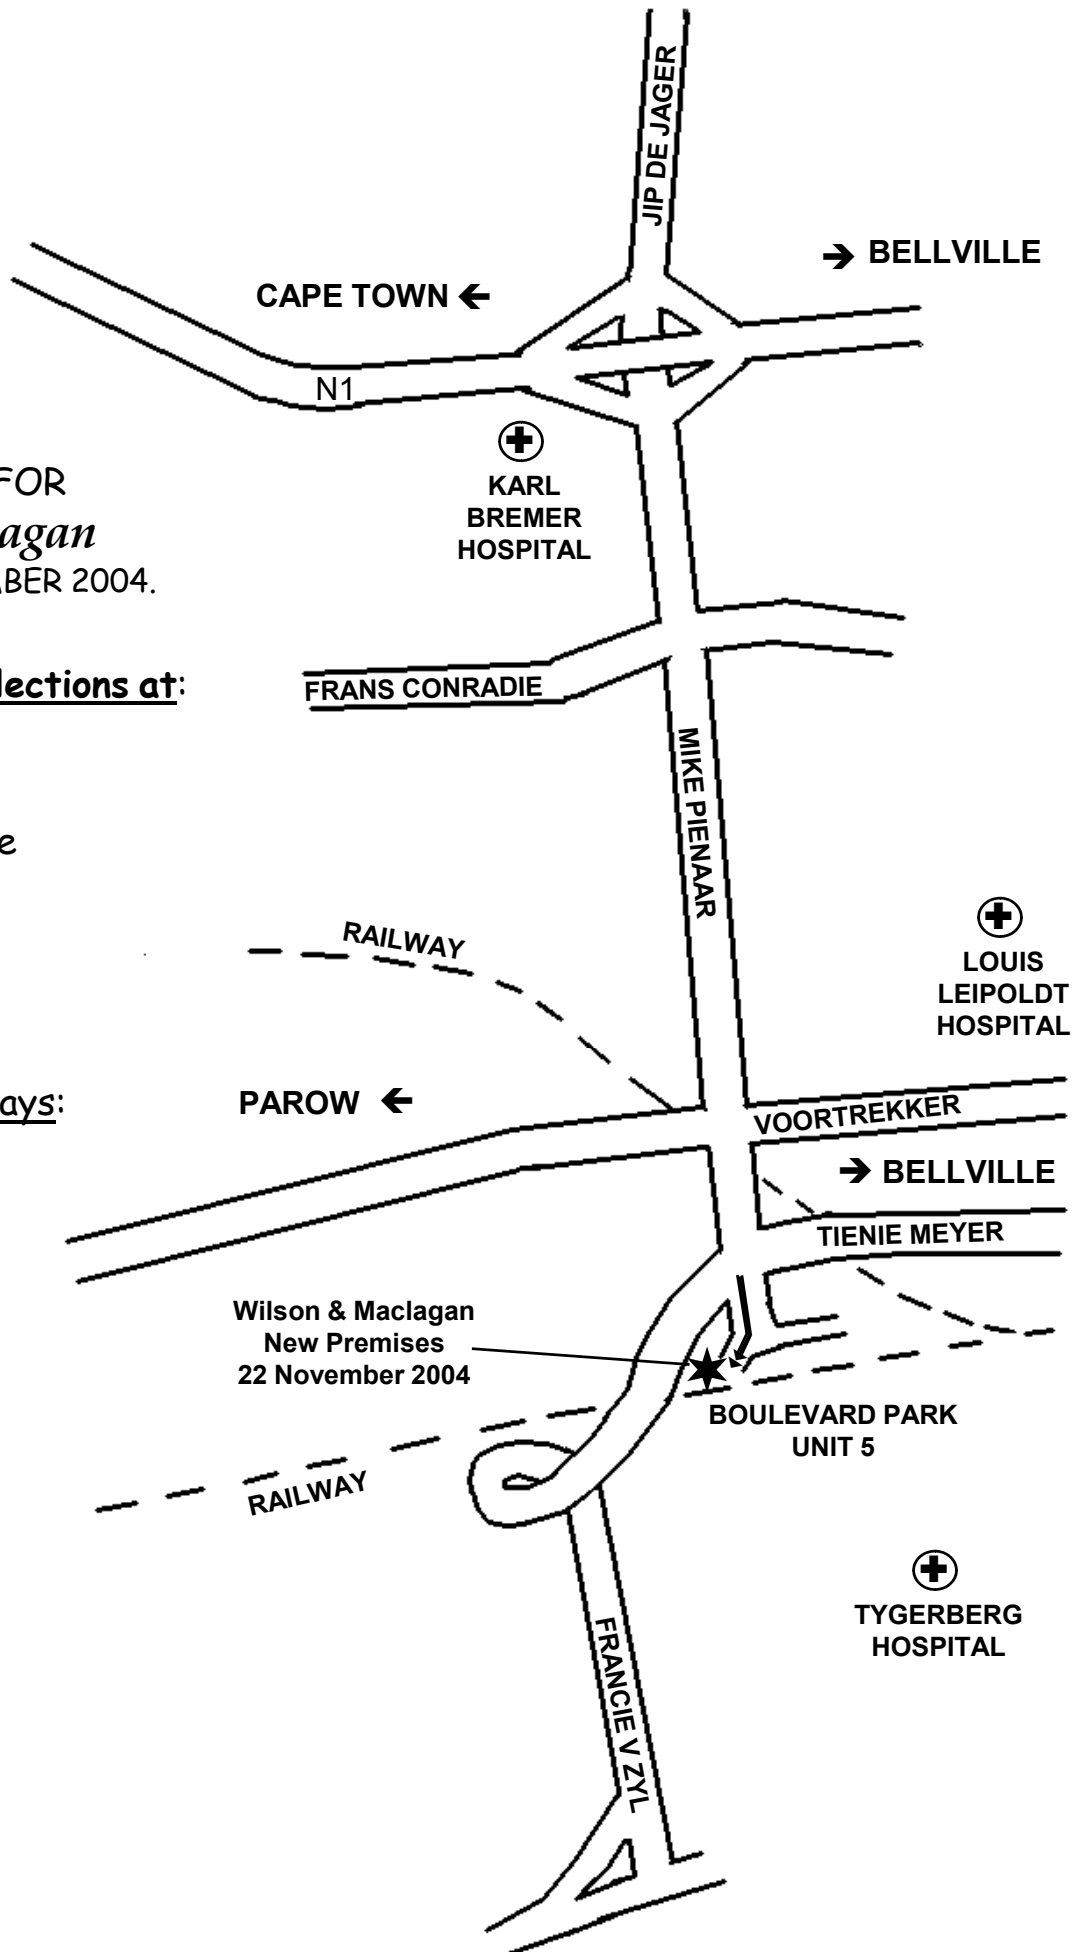 JIP DE JAGER
→ BELLVILLE
CAPE TOWN ←
N1
KARL
BREMER
HOSPITAL
FOR
agan
BER 2004.
lections at:
FRANS CONRADIE
MIKE PIENAAR
e
RAILWAY
LOUIS
LEIPOLDT
HOSPITAL
ays:
PAROW ←
VOORTREKKER
→ BELLVILLE
TIENIE MEYER
Wilson & Maclagan
New Premises
22 November 2004
BOULEVARD PARK
UNIT 5
RAILWAY
TYGERBERG
HOSPITAL
FRANCIE V ZYL